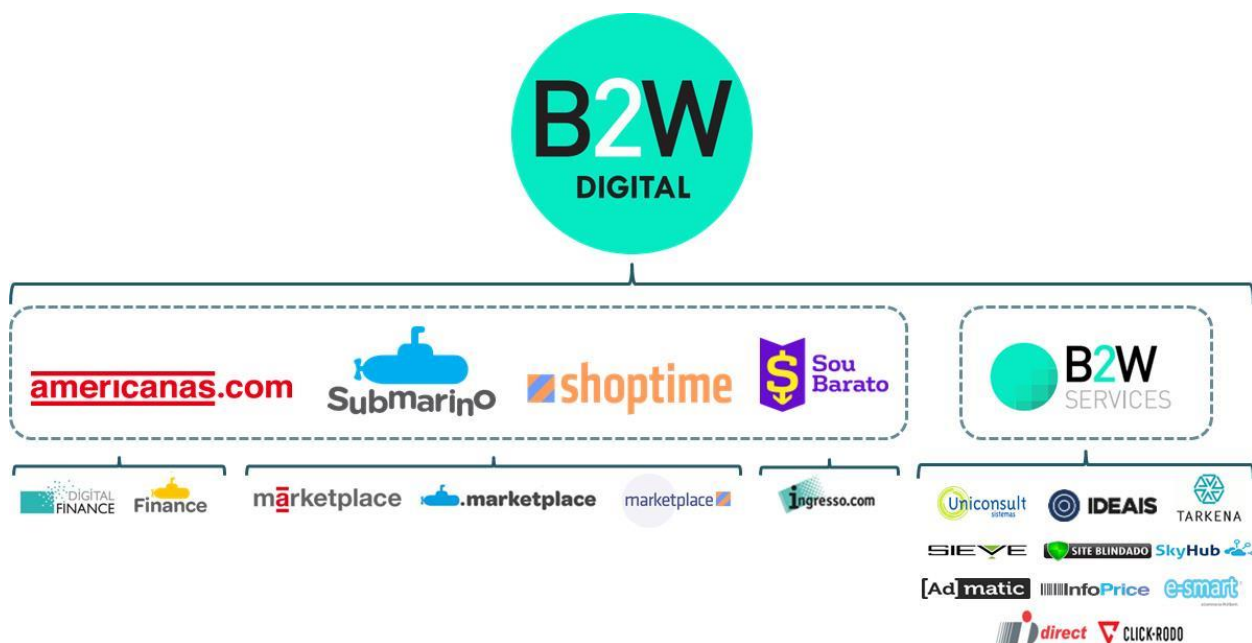 B2W
DIGITAL
americanas.com
Submarino
shoptime
Sou
Barato
B2W
SERVICES
DIGITAL
FINANCE
Finance
marketplace
.marketplace
marketplace
ingresso.com
Uniconsult
sistemas
IDEAIS
TARKENA
SIEVE
SITE BLINDADO
SkyHub
[Ad]matic
InfoPrice
e-smart
direct
CLICK-RODO